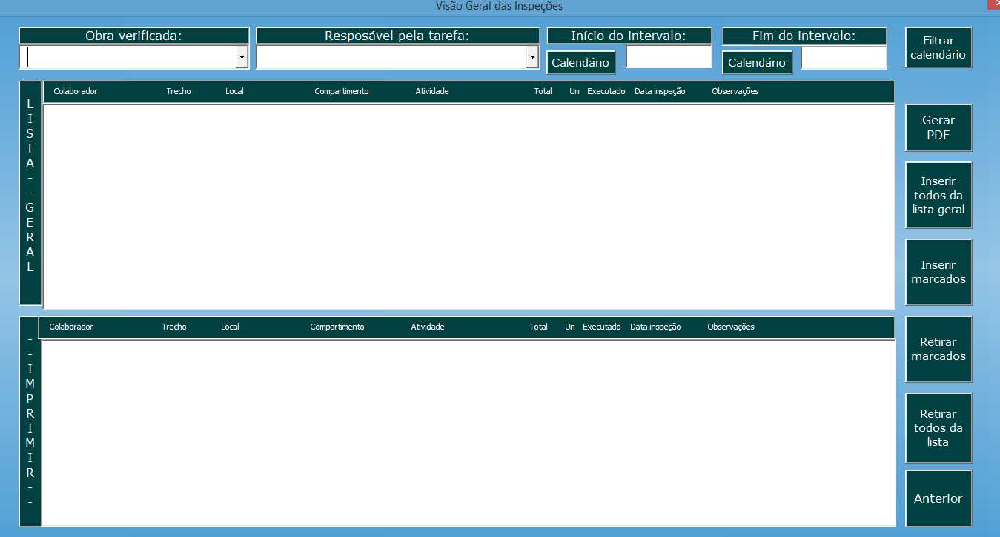 Visão Geral das Inspeções
Obra verificada:
Resposável pela tarefa:
Início do intervalo:
Fim do intervalo:
Filtrar
calendário
Calendário
Calendário
Colaborador Trecho Local Compartimento Atividade Total Un Executado Data inspeção Observações
L
I
S
T
A
-
-
G
E
R
A
L
Gerar
PDF
Inserir
todos da
lista geral
Inserir
marcados
Colaborador Trecho Local Compartimento Atividade Total Un Executado Data inspeção Observações
-
-
I
M
P
R
I
M
I
R
-
-
Retirar
marcados
Retirar
todos da
lista
Anterior